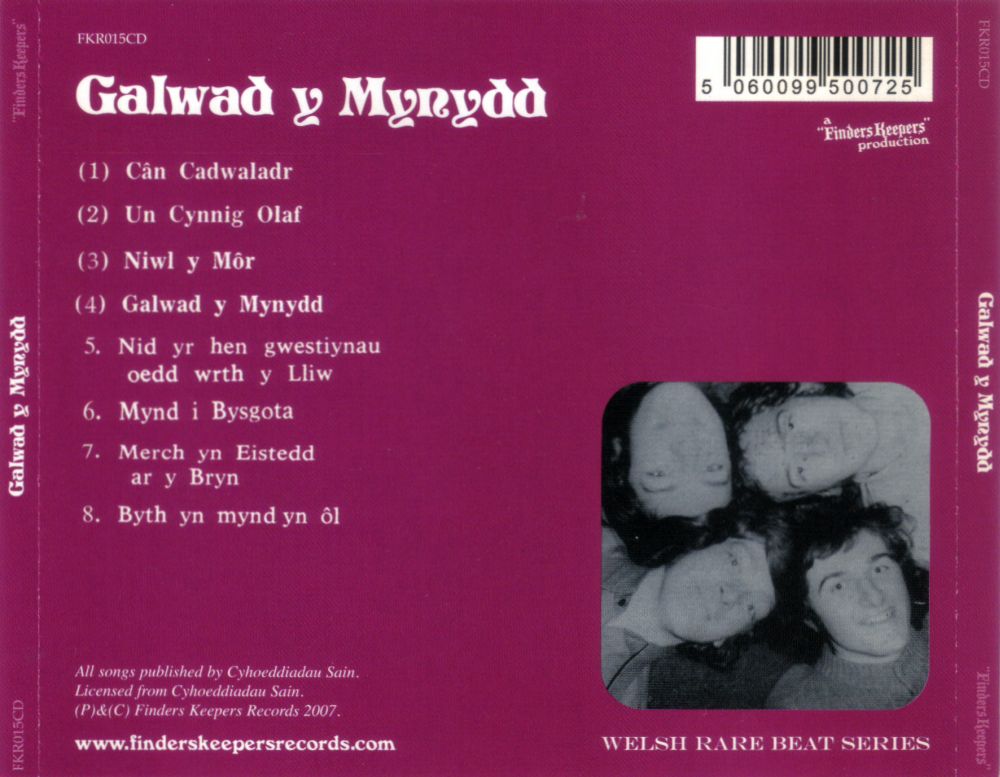 FKR015CD
Galwad y Mynydd
(1) Cân Cadwaladr
(2) Un Cynnig Olaf
(3) Niwl y Môr
(4) Galwad y Mynydd
5. Nid yr hen gwestiynau
oedd wrth y Lliw
6. Mynd i Bysgota
7. Merch yn Eistedd
ar y Bryn
8. Byth yn mynd yn ôl
All songs published by Cyhoeddiadau Sain.
Licensed from Cyhoeddiadau Sain.
(P)&(C) Finders Keepers Records 2007.
www.finderskeepersrecords.com
5 060099 500725
a
"Finders Keepers"
production
WELSH RARE BEAT SERIES
"Finders Keepers"
Galwad y Mynydd
FKR015CD
FKR015CD
Galwad y Mynydd
"Finders Keepers"